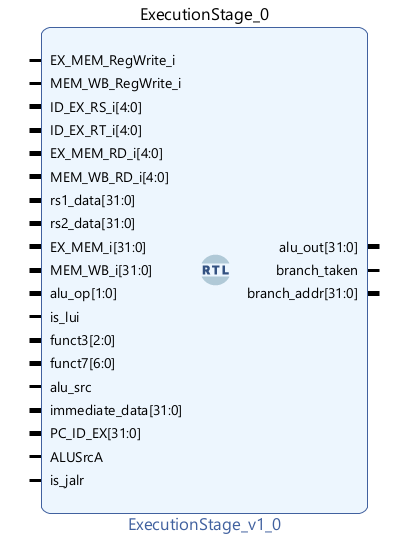 ExecutionStage_0
EX_MEM_RegWrite_i
MEM_WB_RegWrite_i
ID_EX_RS_i[4:0]
ID_EX_RT_i[4:0]
EX_MEM_RD_i[4:0]
MEM_WB_RD_i[4:0]
rs1_data[31:0]
rs2_data[31:0]
EX_MEM_i[31:0]
MEM_WB_i[31:0]
alu_op[1:0]
is_lui
funct3[2:0]
funct7[6:0]
alu_src
immediate_data[31:0]
PC_ID_EX[31:0]
ALUSrcA
is_jalr
RTL
alu_out[31:0]
branch_taken
branch_addr[31:0]
ExecutionStage_v1_0